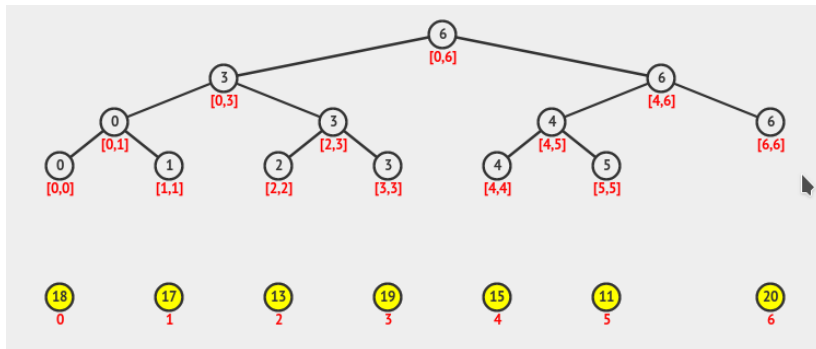 6
[0,6]
3 6
[0,3] [4,6]
0 3 4 6
[0,1] [2,3] [4,5] [6,6]
0 1 2 3 4 5
[0,0] [1,1] [2,2] [3,3] [4,4] [5,5]
18 17 13 19 15 11 20
0 1 2 3 4 5 6